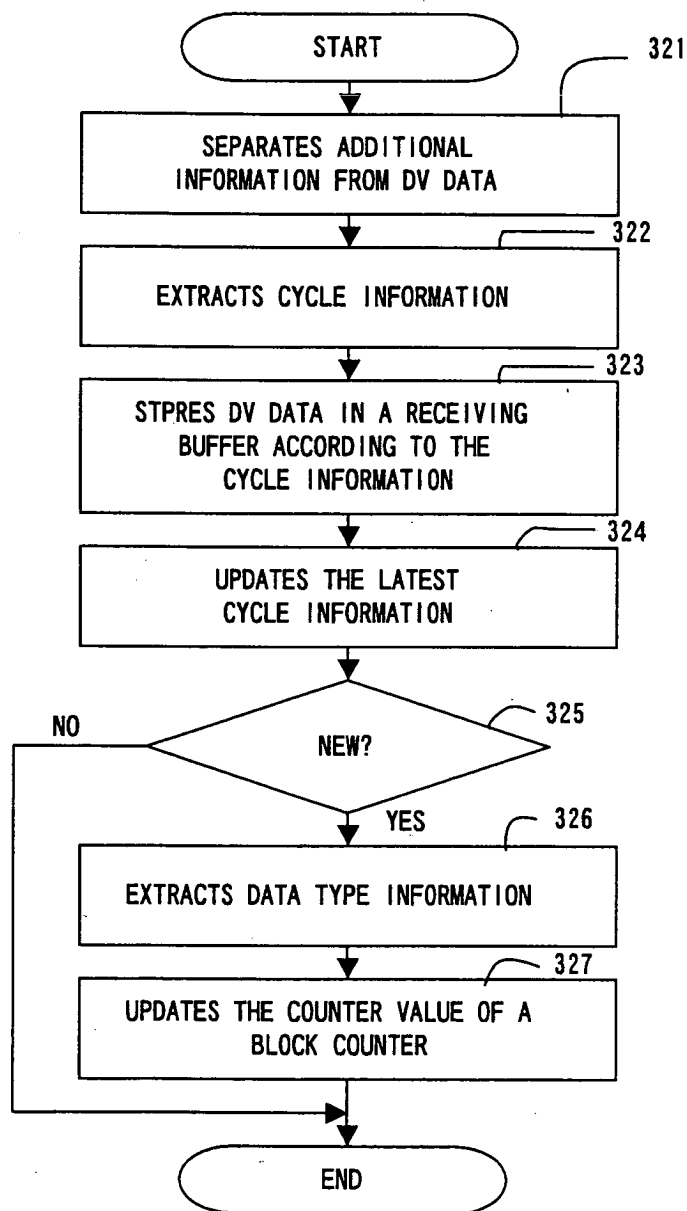 START
321
SEPARATES ADDITIONAL
INFORMATION FROM DV DATA
322
EXTRACTS CYCLE INFORMATION
323
STPRES DV DATA IN A RECEIVING
BUFFER ACCORDING TO THE
CYCLE INFORMATION
324
UPDATES THE LATEST
CYCLE INFORMATION
325
NO
NEW?
YES
326
EXTRACTS DATA TYPE INFORMATION
327
UPDATES THE COUNTER VALUE OF A
BLOCK COUNTER
END